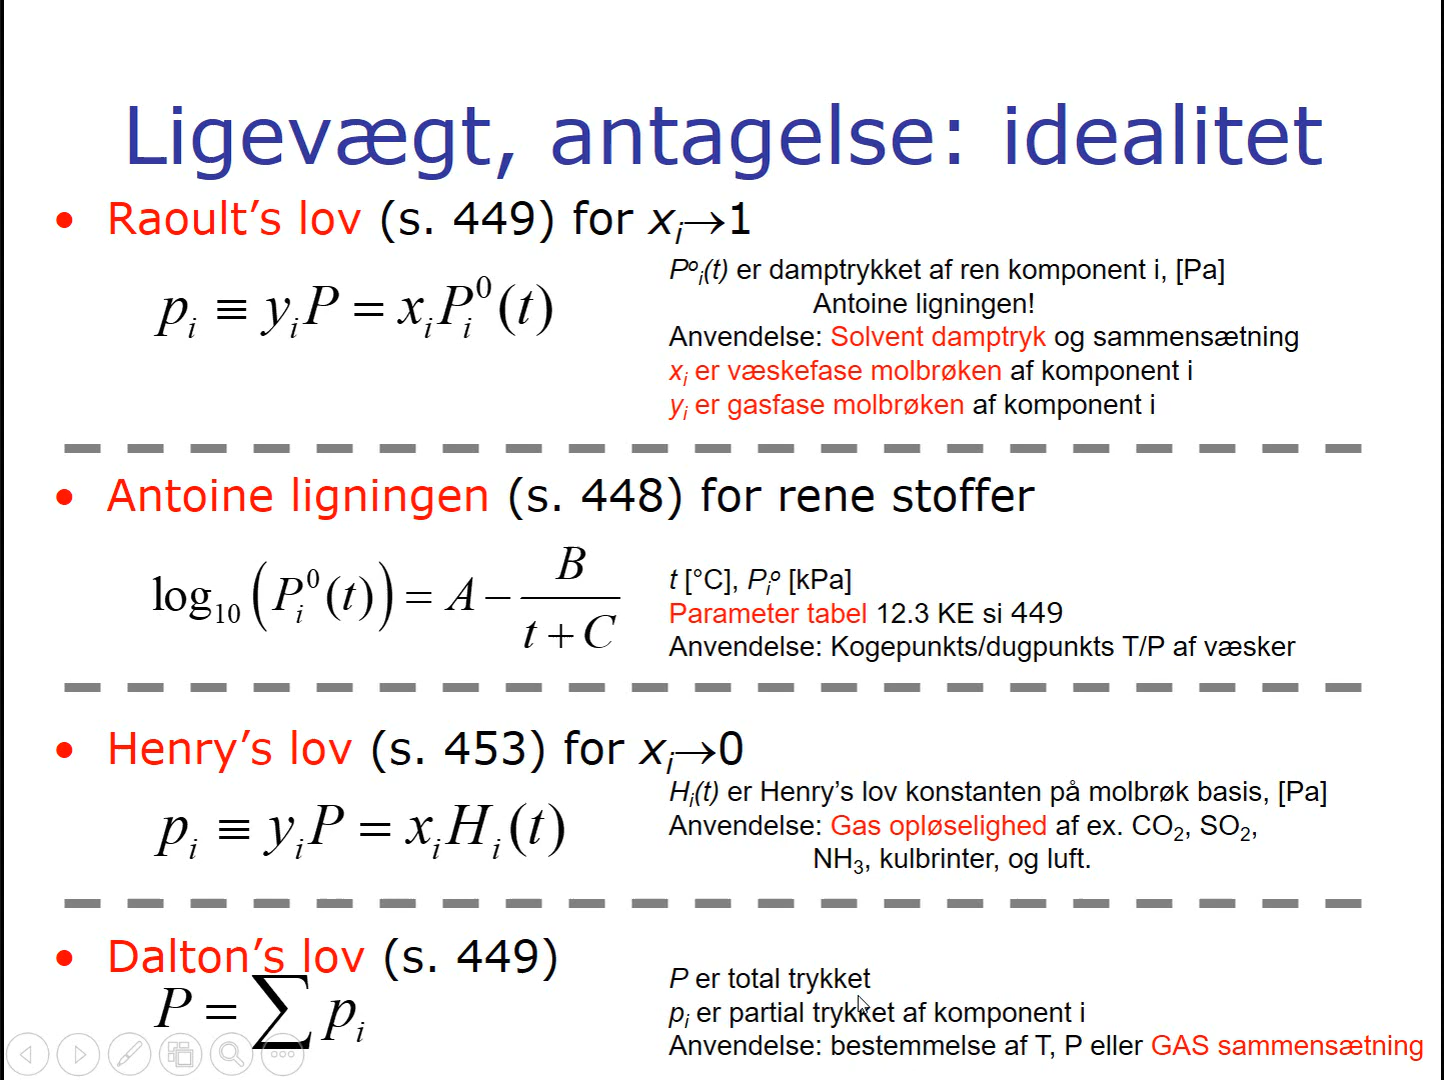 Ligevægt, antagelse: idealitet
• Raoult’s lov (s. 449) for xᵢ→1
pᵢ ≡ yᵢP = xᵢPᵢ⁰(t)
Pᵒᵢ(t) er damptrykket af ren komponent i, [Pa]
Antoine ligningen!
Anvendelse: Solvent damptryk og sammensætning
xᵢ er væskefase molbrøken af komponent i
yᵢ er gasfase molbrøken af komponent i
• Antoine ligningen (s. 448) for rene stoffer
log₁₀(Pᵢ⁰(t)) = A − B / (t + C)
t [°C], Pᵢᵒ [kPa]
Parameter tabel 12.3 KE si 449
Anvendelse: Kogepunkts/dugpunkts T/P af væsker
• Henry’s lov (s. 453) for xᵢ→0
pᵢ ≡ yᵢP = xᵢHᵢ(t)
Hᵢ(t) er Henry’s lov konstanten på molbrøk basis, [Pa]
Anvendelse: Gas opløselighed af ex. CO₂, SO₂,
NH₃, kulbrinter, og luft.
• Dalton’s lov (s. 449)
P = ∑ pᵢ
P er total trykket
pᵢ er partial trykket af komponent i
Anvendelse: bestemmelse af T, P eller GAS sammensætning